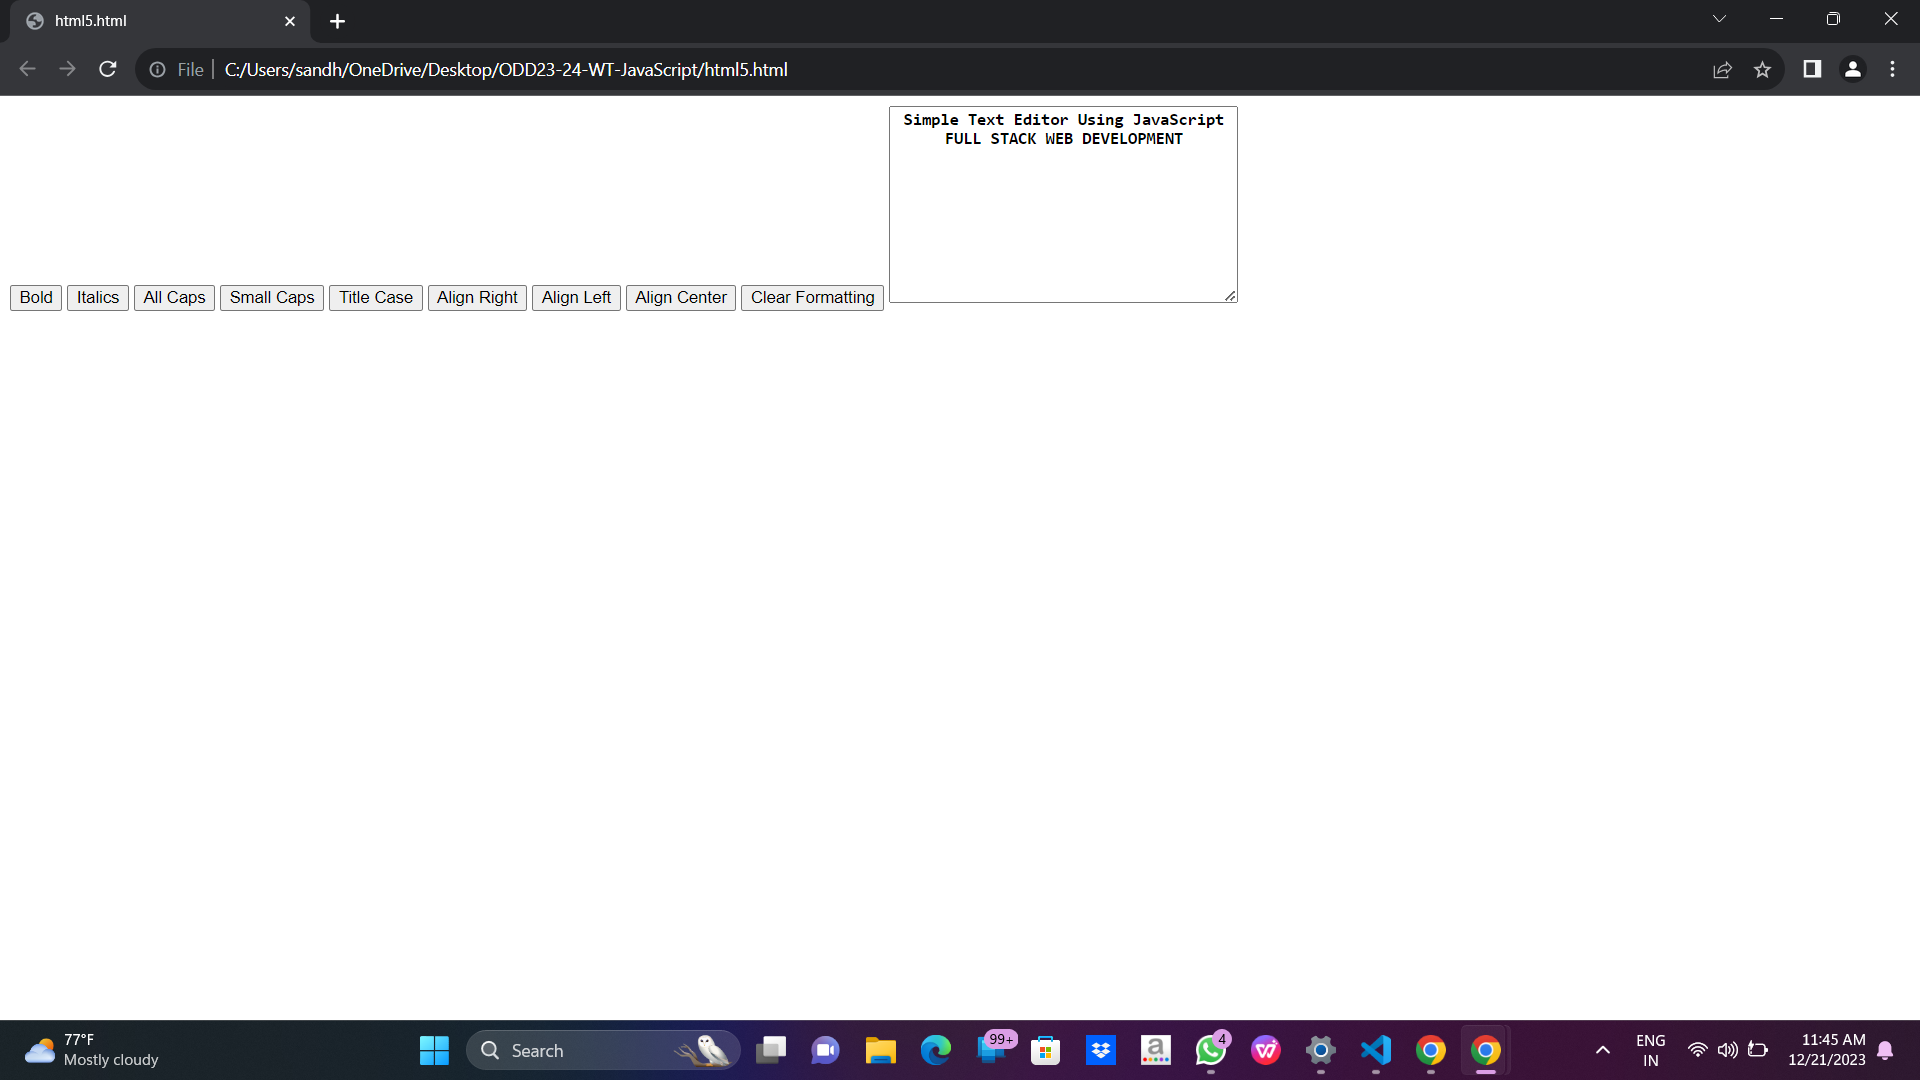 html5.html
File C:/Users/sandh/OneDrive/Desktop/ODD23-24-WT-JavaScript/html5.html
Simple Text Editor Using JavaScript
FULL STACK WEB DEVELOPMENT
Bold Italics All Caps Small Caps Title Case Align Right Align Left Align Center Clear Formatting
77°F
Mostly cloudy
Search
99+
a
4
ENG
IN
11:45 AM
12/21/2023